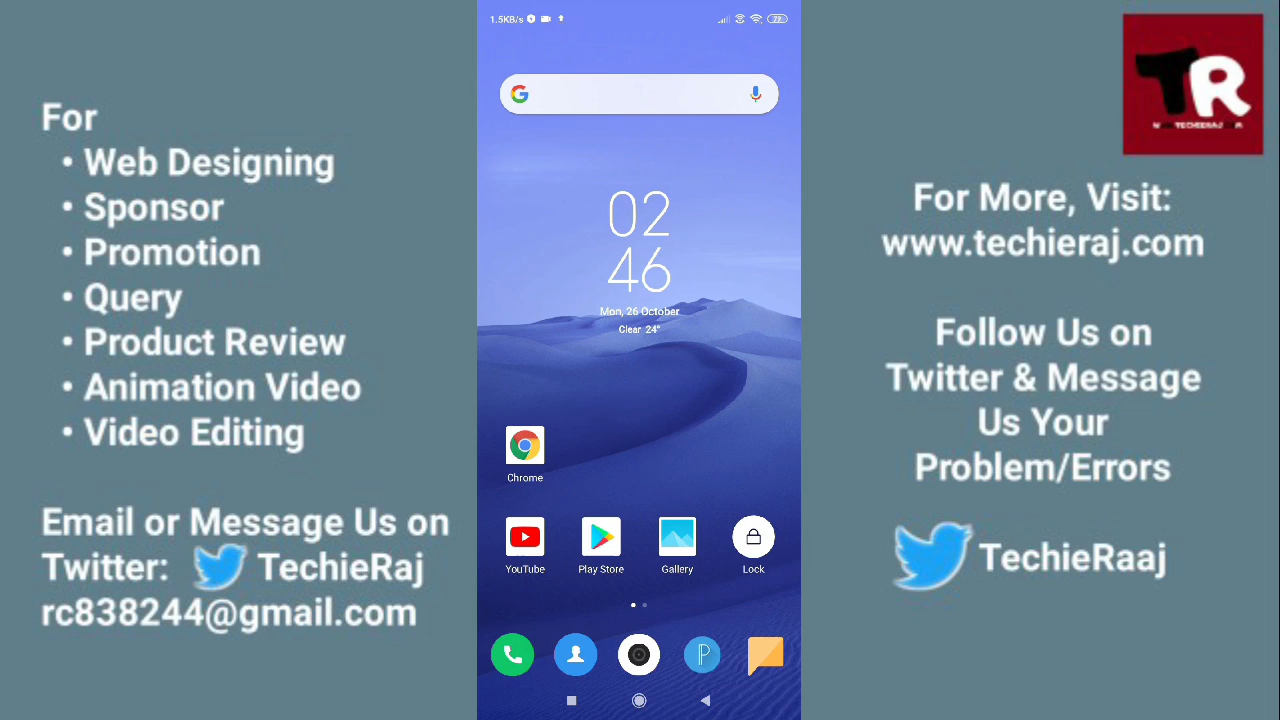 For
• Web Designing
• Sponsor
• Promotion
• Query
• Product Review
• Animation Video
• Video Editing
Email or Message Us on
Twitter: TechieRaj
rc838244@gmail.com
1.5KB/s
72
02
46
Mon, 26 October
Clear 24°
Chrome
YouTube
Play Store
Gallery
Lock
TR
For More, Visit:
www.techieraj.com
Follow Us on
Twitter & Message
Us Your
Problem/Errors
TechieRaaj